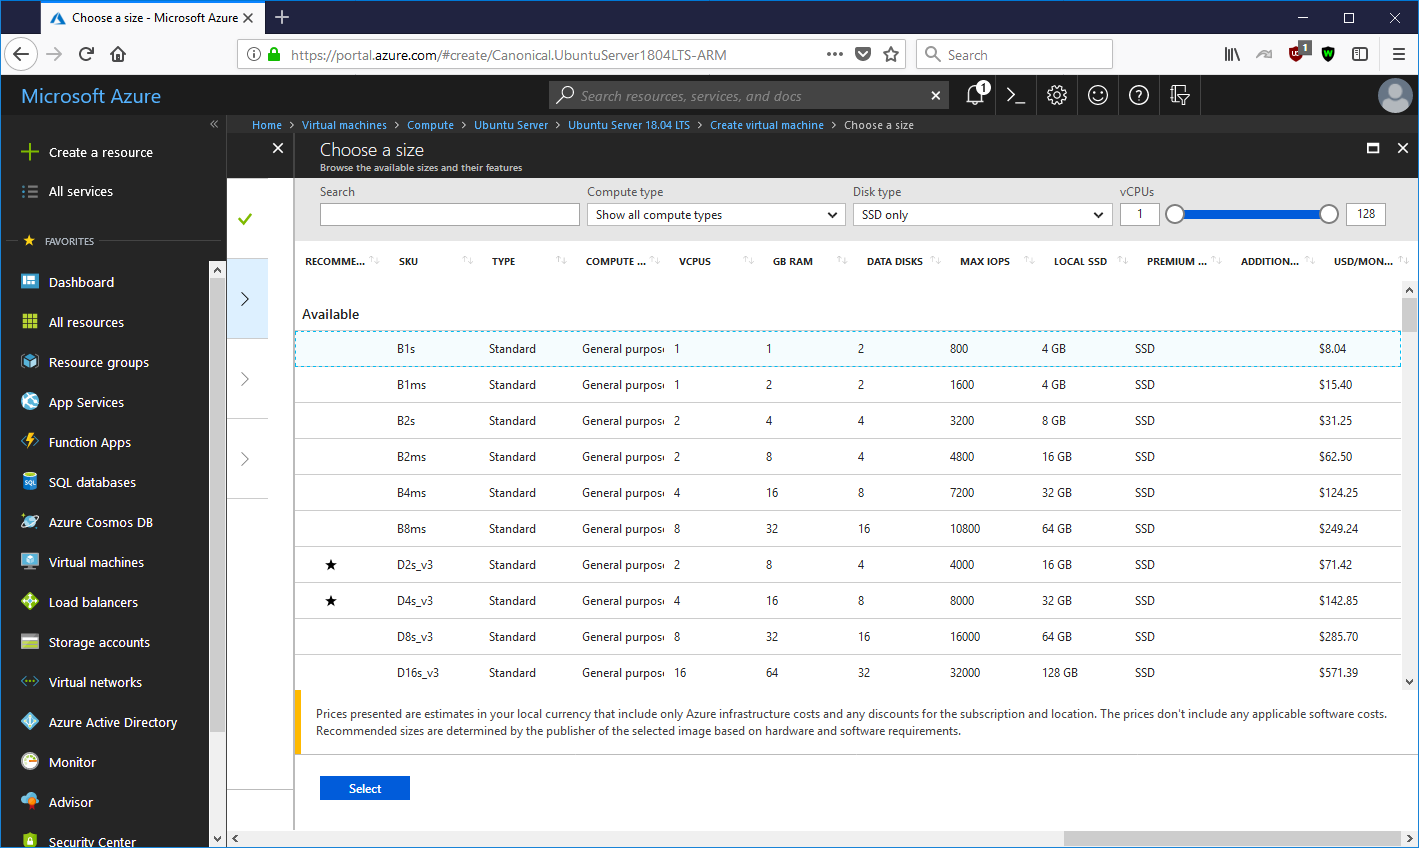 Choose a size - Microsoft Azure
https://portal.azure.com/#create/Canonical.UbuntuServer1804LTS-ARM
Search
1
Microsoft Azure
Search resources, services, and docs
1
Home > Virtual machines > Compute > Ubuntu Server > Ubuntu Server 18.04 LTS > Create virtual machine > Choose a size
Create a resource
All services
FAVORITES
Dashboard
All resources
Resource groups
App Services
Function Apps
SQL databases
Azure Cosmos DB
Virtual machines
Load balancers
Storage accounts
Virtual networks
Azure Active Directory
Monitor
Advisor
Security Center
Choose a size
Browse the available sizes and their features
Search Compute type Disk type vCPUs
Show all compute types SSD only 1 128
RECOMME... SKU TYPE COMPUTE ... VCPUS GB RAM DATA DISKS MAX IOPS LOCAL SSD PREMIUM ... ADDITION... USD/MON...
Available
B1s Standard General purpose 1 1 2 800 4 GB SSD $8.04
B1ms Standard General purpose 1 2 2 1600 4 GB SSD $15.40
B2s Standard General purpose 2 4 4 3200 8 GB SSD $31.25
B2ms Standard General purpose 2 8 4 4800 16 GB SSD $62.50
B4ms Standard General purpose 4 16 8 7200 32 GB SSD $124.25
B8ms Standard General purpose 8 32 16 10800 64 GB SSD $249.24
★ D2s_v3 Standard General purpose 2 8 4 4000 16 GB SSD $71.42
★ D4s_v3 Standard General purpose 4 16 8 8000 32 GB SSD $142.85
D8s_v3 Standard General purpose 8 32 16 16000 64 GB SSD $285.70
D16s_v3 Standard General purpose 16 64 32 32000 128 GB SSD $571.39
Prices presented are estimates in your local currency that include only Azure infrastructure costs and any discounts for the subscription and location. The prices don't include any applicable software costs.
Recommended sizes are determined by the publisher of the selected image based on hardware and software requirements.
Select